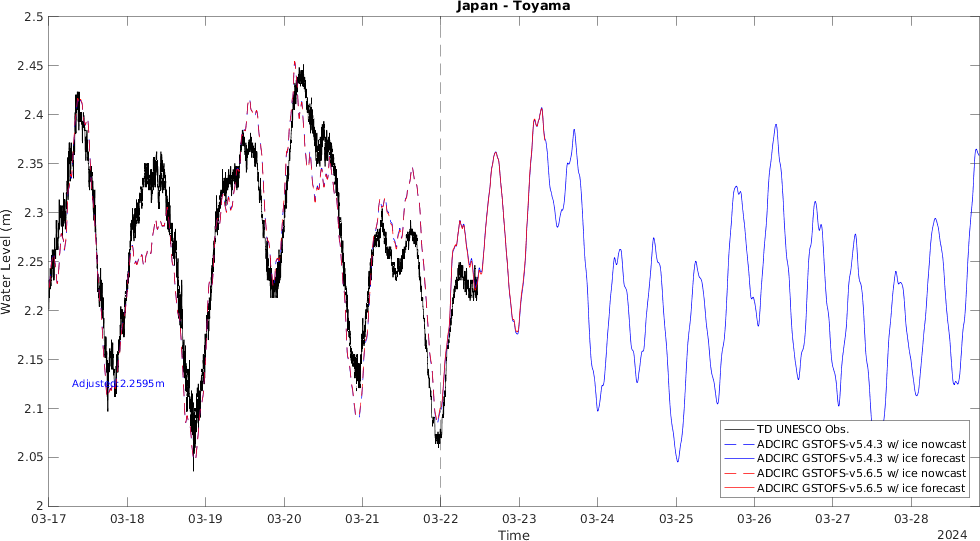 Japan - Toyama
2.5
2.45
2.4
2.35
2.3
2.25
2.2
2.15
2.1
2.05
2
Water Level (m)
Adjusted:2.2595m
TD UNESCO Obs.
ADCIRC GSTOFS-v5.4.3 w/ ice nowcast
ADCIRC GSTOFS-v5.4.3 w/ ice forecast
ADCIRC GSTOFS-v5.6.5 w/ ice nowcast
ADCIRC GSTOFS-v5.6.5 w/ ice forecast
03-17 03-18 03-19 03-20 03-21 03-22 03-23 03-24 03-25 03-26 03-27 03-28
Time
2024